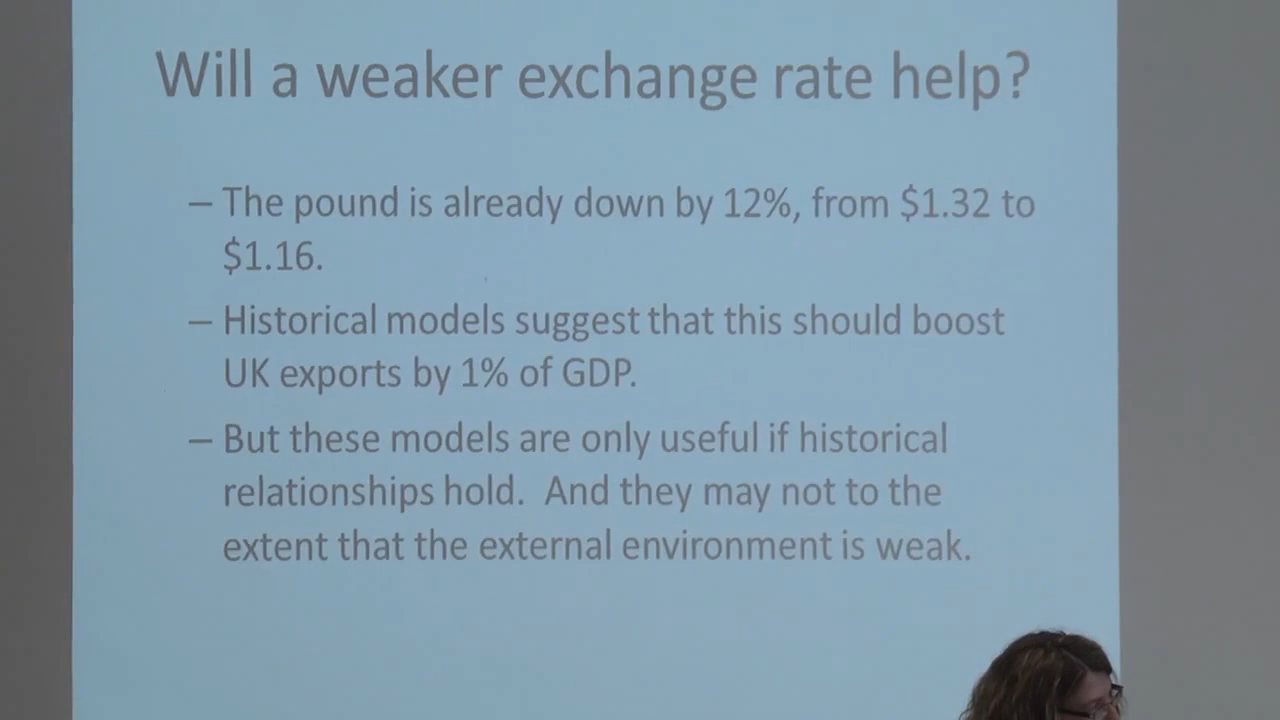 Will a weaker exchange rate help?
– The pound is already down by 12%, from $1.32 to
$1.16.
– Historical models suggest that this should boost
UK exports by 1% of GDP.
– But these models are only useful if historical
relationships hold.  And they may not to the
extent that the external environment is weak.